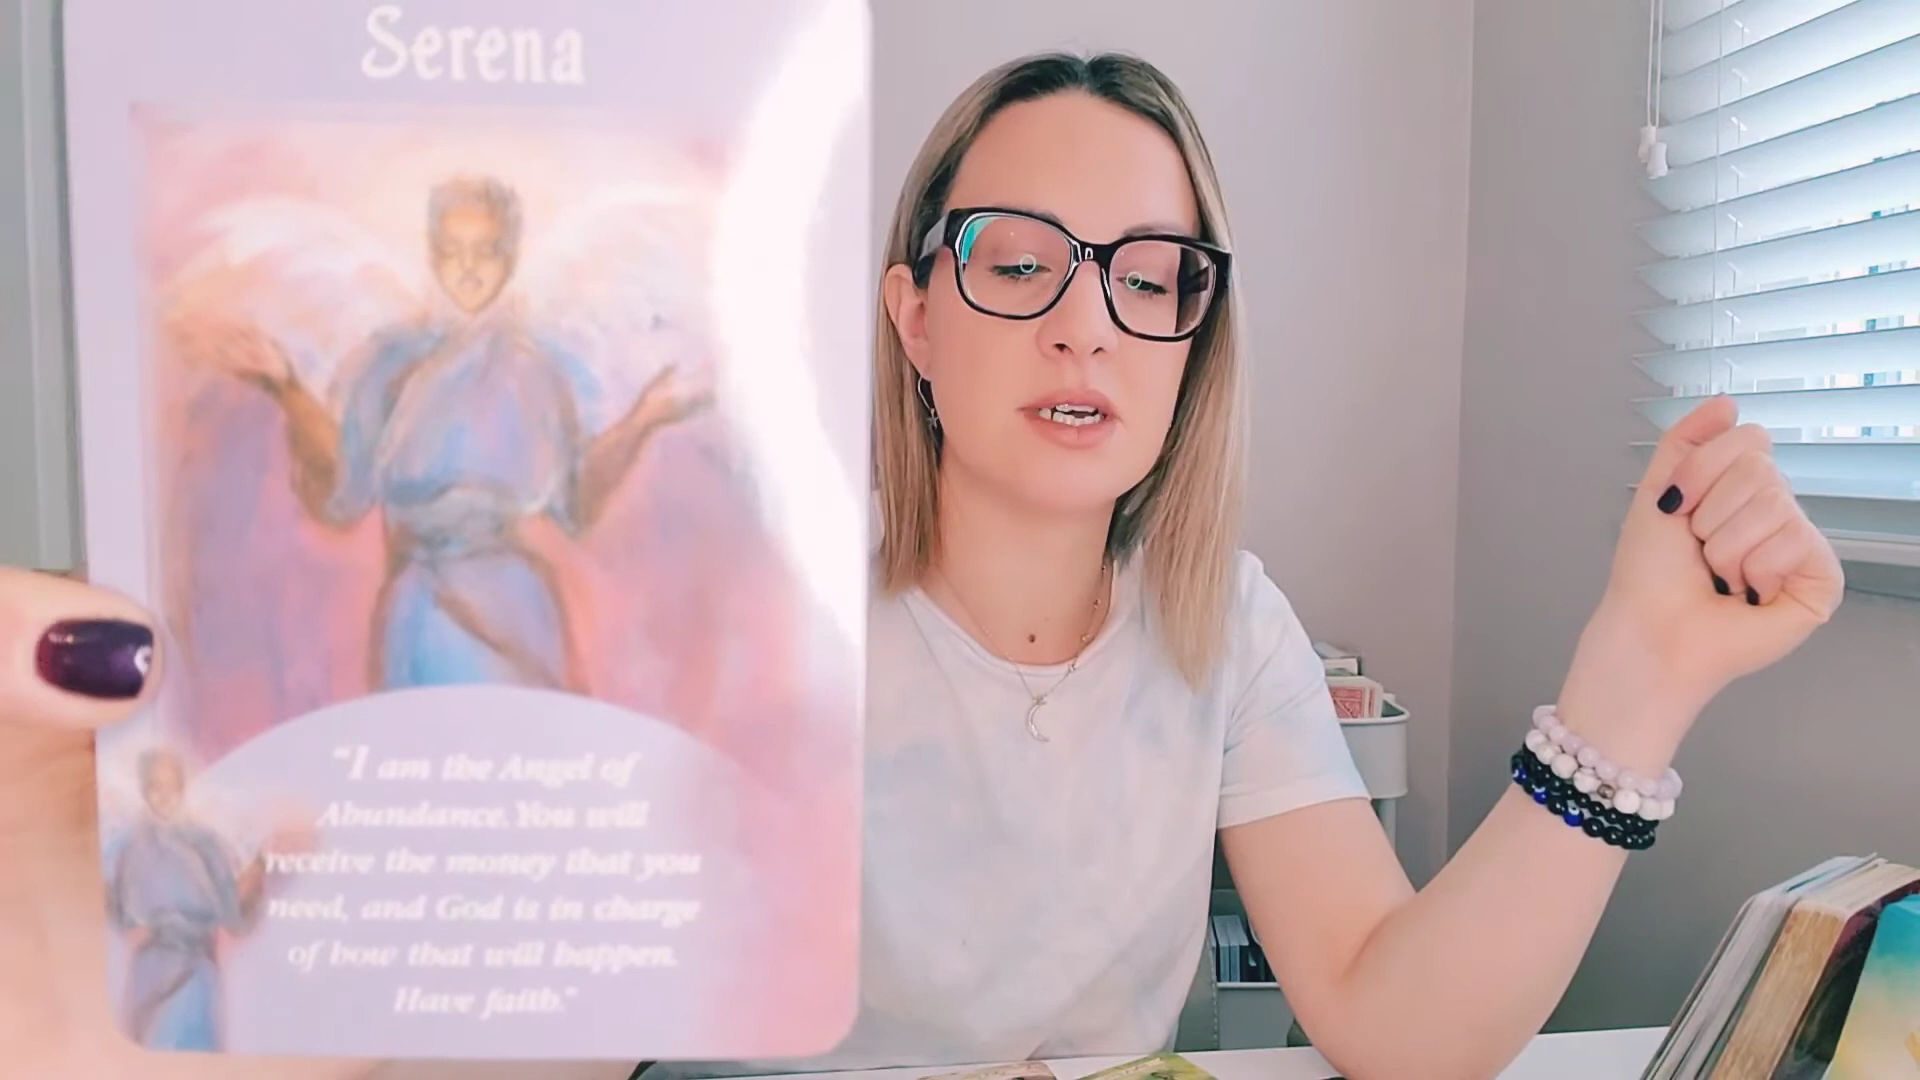 Serena
"I am the Angel of
Abundance. You will
receive the money that you
need, and God is in charge
of how that will happen.
Have faith."